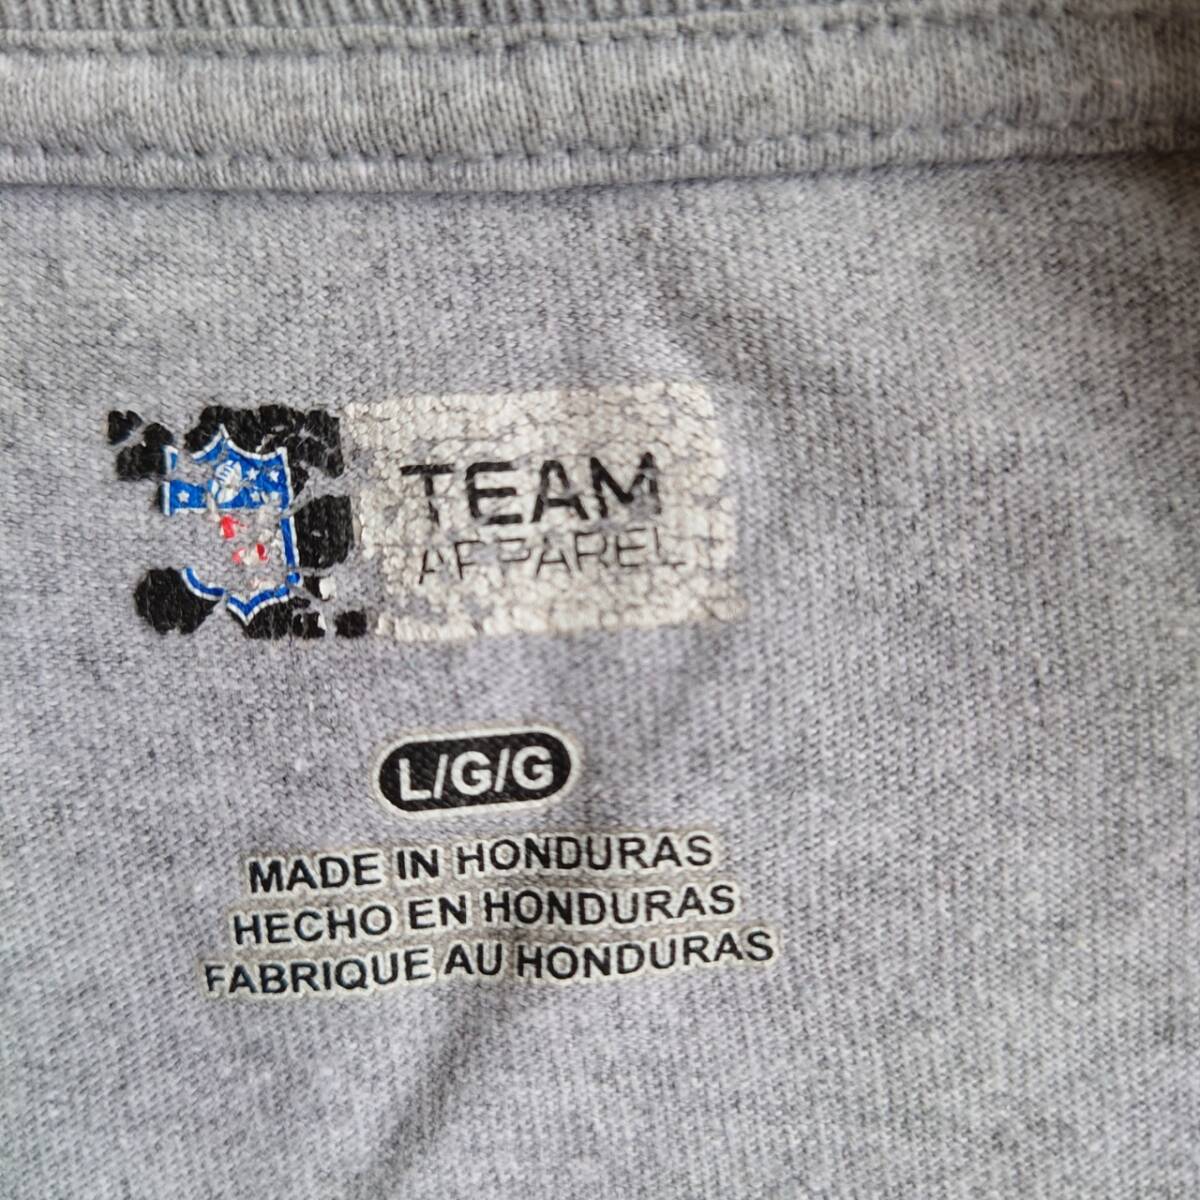 TEAM
APPAREL
L/G/G
MADE IN HONDURAS
HECHO EN HONDURAS
FABRIQUE AU HONDURAS